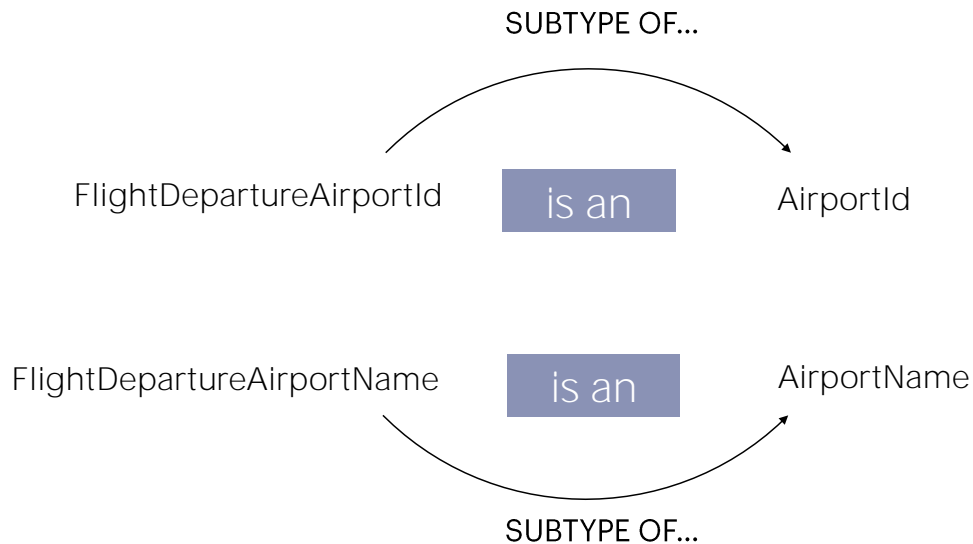 SUBTYPE OF...
FlightDepartureAirportId is an AirportId
FlightDepartureAirportName is an AirportName
SUBTYPE OF...